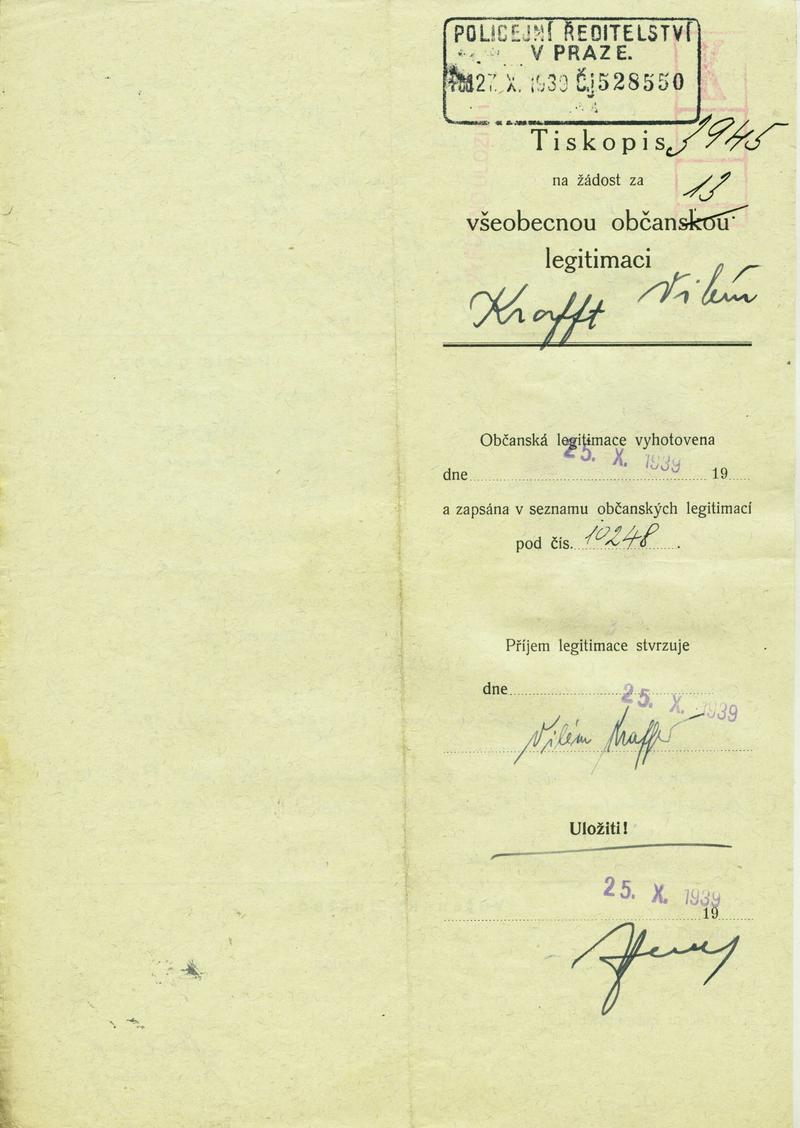 POLICEJNÍ ŘEDITELSTVÍ
V PRAZE.
27. X. 1939 Čj 528550
Tiskopis
1945
na žádost za
13
všeobecnou občanskou
legitimaci
Krofft Vilém
Občanská legitimace vyhotovena
25. X. 1939
dne 19
a zapsána v seznamu občanských legitimací
pod čís. 10248 .
Příjem legitimace stvrzuje
dne 25. X. 1939
Vilém Krofft
Uložiti!
25. X. 1939
19